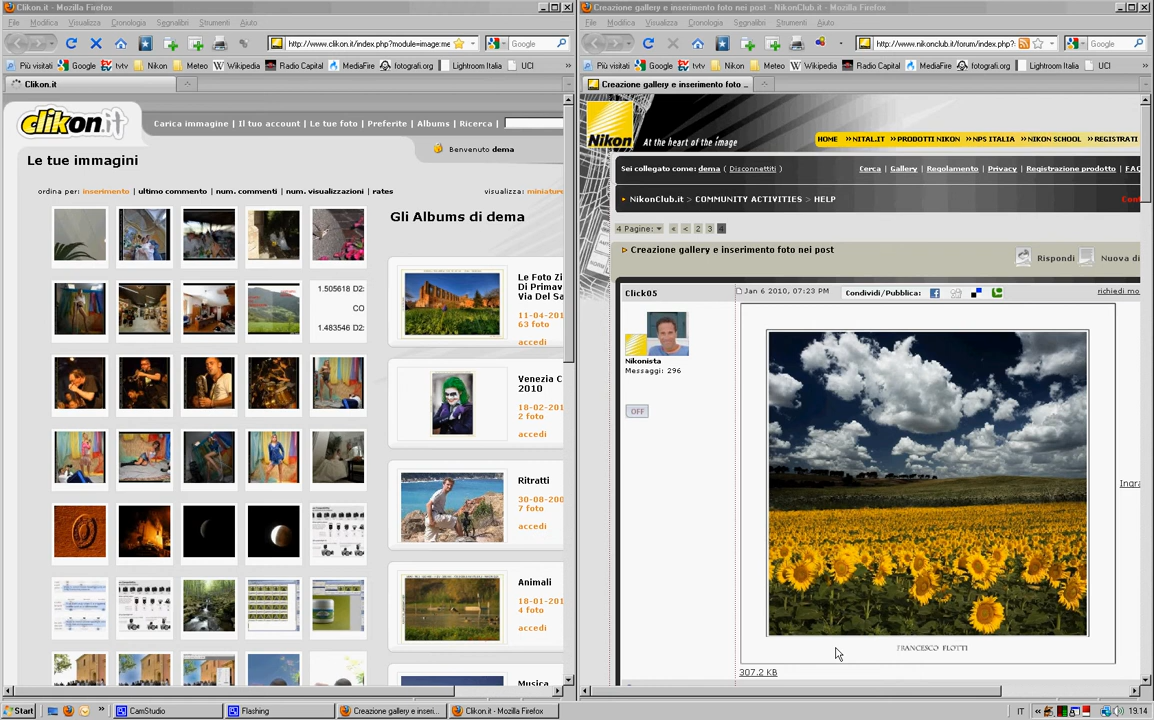 Clikon.it - Mozilla Firefox
File Modifica Visualizza Cronologia Segnalibri Strumenti Aiuto
http://www.clikon.it/index.php?module=image:me
Google
Più visitati Google tvtv Nikon Meteo Wikipedia Radio Capital MediaFire fotografi.org Lightroom Italia UCI
Clikon.it
clikon.it
Carica immagine | Il tuo account | Le tue foto | Preferite | Albums | Ricerca |
Benvenuto dema
Le tue immagini
ordina per: inserimento | ultimo commento | num. commenti | num. visualizzazioni | rates
visualizza: miniature
Gli Albums di dema
1.505618 D2:
CO
1.483546 D2:
Le Foto Zi
Di Primav
Via Del Sa
11-04-201
63 foto
accedi
Venezia C
2010
18-02-201
2 foto
accedi
Ritratti
30-08-200
7 foto
accedi
Animali
18-01-201
4 foto
accedi
Musica
Creazione gallery e inserimento foto nei post - NikonClub.it - Mozilla Firefox
File Modifica Visualizza Cronologia Segnalibri Strumenti Aiuto
http://www.nikonclub.it/forum/index.php?
Google
Più visitati Google tvtv Nikon Meteo Wikipedia Radio Capital MediaFire fotografi.org Lightroom Italia UCI
Creazione gallery e inserimento foto ...
Nikon
At the heart of the image
HOME »NITAL.IT »PRODOTTI NIKON »NPS ITALIA »NIKON SCHOOL »REGISTRATI
Sei collegato come: dema ( Disconnettiti )
Cerca | Gallery | Regolamento | Privacy | Registrazione prodotto | FAQ
NikonClub.it > COMMUNITY ACTIVITIES > HELP
4 Pagine: « < 2 3 4
Creazione gallery e inserimento foto nei post
Rispondi Nuova di
Click05
Jan 6 2010, 07:23 PM
Condividi/Pubblica:
richiedi mo
Nikonista
Messaggi: 296
OFF
Ingra
FRANCESCO FLOTTI
307.2 KB
Start
CamStudio
Flashing
Creazione gallery e inseri...
Clikon.it - Mozilla Firefox
IT
19.14